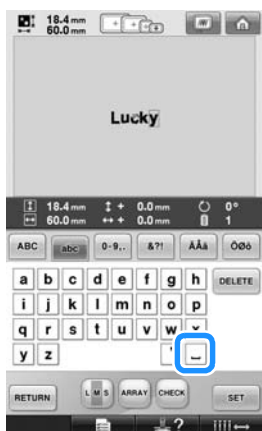 18.4 mm
60.0 mm
Lucky
18.4 mm + 0.0 mm 0°
60.0 mm + 0.0 mm 1
ABC abc 0-9,.. &?! ÄÅä ÖØö
a b c d e f g h DELETE
i j k l m n o p
q r s t u v w x
y z ' ␣
RETURN L M S ARRAY CHECK SET
?